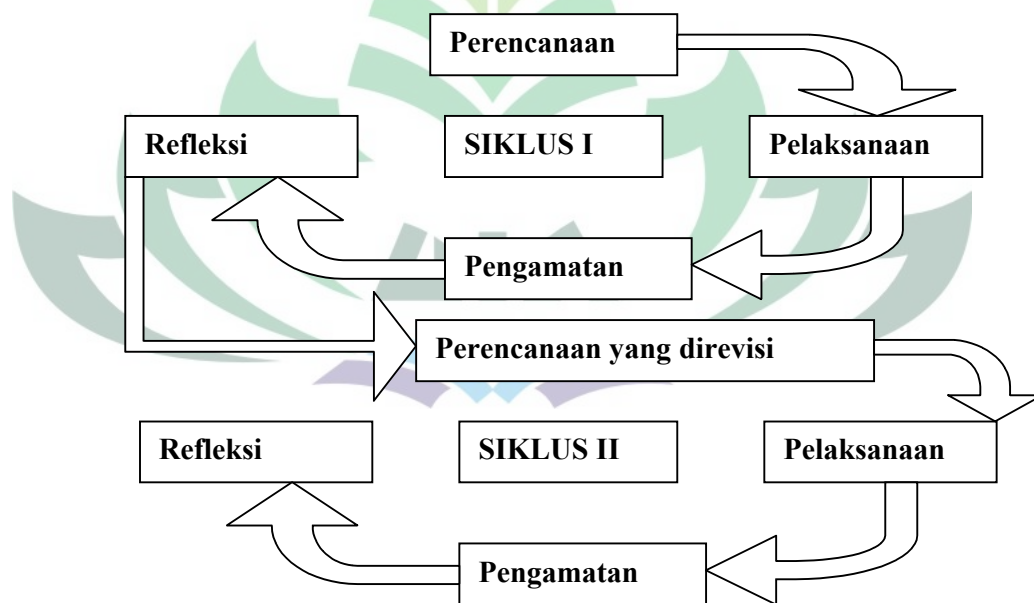 Perencanaan
Refleksi
SIKLUS I
Pelaksanaan
Pengamatan
Perencanaan yang direvisi
Refleksi
SIKLUS II
Pelaksanaan
Pengamatan